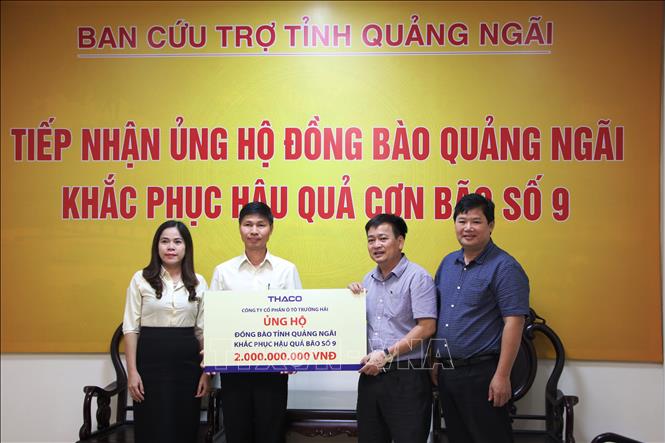 BAN CỨU TRỢ TỈNH QUẢNG NGÃI
TIẾP NHẬN ỦNG HỘ ĐỒNG BÀO QUẢNG NGÃI
KHẮC PHỤC HẬU QUẢ CƠN BÃO SỐ 9
THACO
CÔNG TY CỔ PHẦN Ô TÔ TRƯỜNG HẢI
ỦNG HỘ
ĐỒNG BÀO TỈNH QUẢNG NGÃI
KHẮC PHỤC HẬU QUẢ BÃO SỐ 9
2.000.000.000 VNĐ